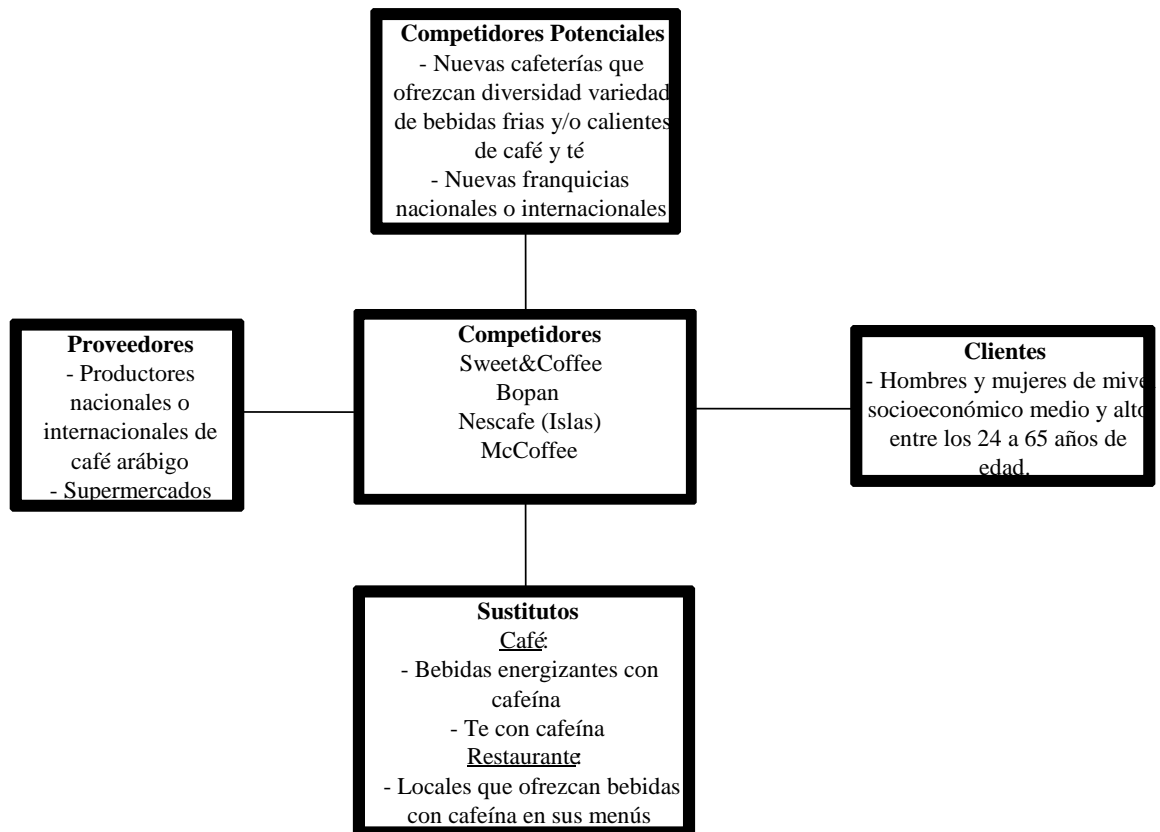 Competidores Potenciales
- Nuevas cafeterías que
ofrezcan diversidad variedad
de bebidas frias y/o calientes
de café y té
- Nuevas franquicias
nacionales o internacionales
Proveedores
- Productores
nacionales o
internacionales de
café arábigo
- Supermercados
Competidores
Sweet&Coffee
Bopan
Nescafe (Islas)
McCoffee
Clientes
- Hombres y mujeres de mive
socioeconómico medio y alto
entre los 24 a 65 años de
edad.
Sustitutos
Café:
- Bebidas energizantes con
cafeína
- Te con cafeína
Restaurante:
- Locales que ofrezcan bebidas
con cafeína en sus menús